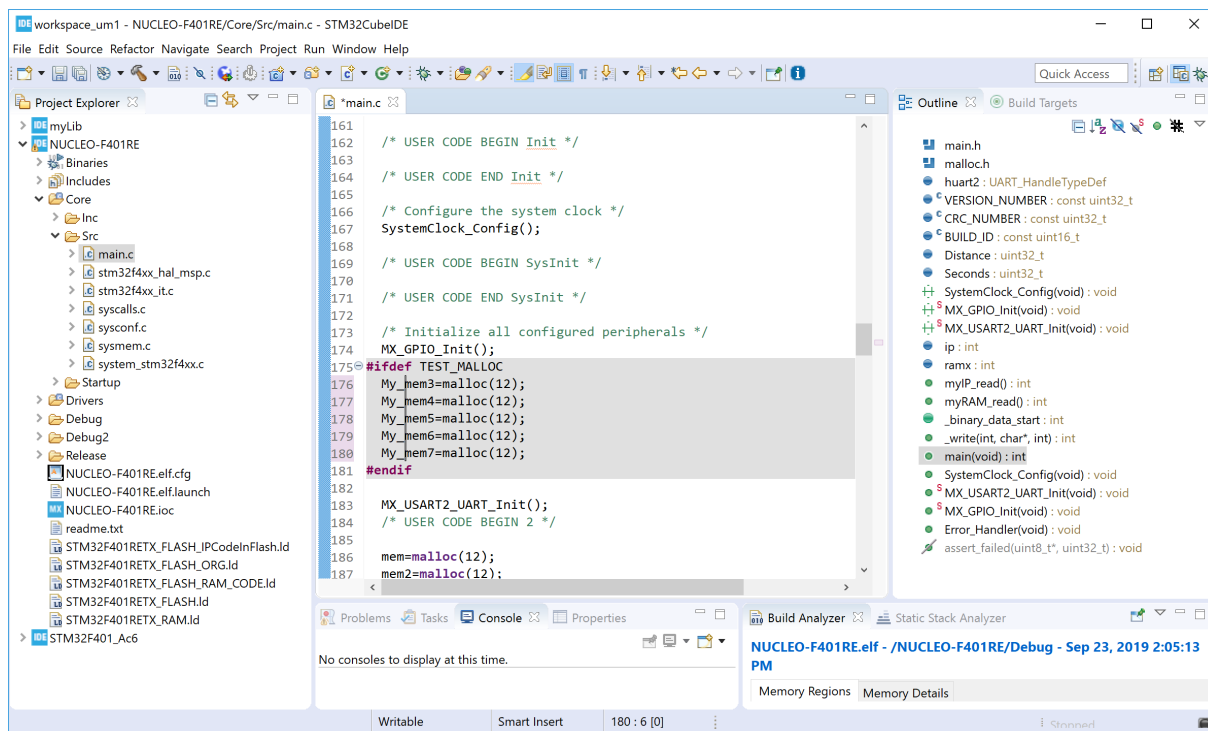 IDE workspace_um1 - NUCLEO-F401RE/Core/Src/main.c - STM32CubeIDE
File Edit Source Refactor Navigate Search Project Run Window Help
Quick Access
Project Explorer
myLib
NUCLEO-F401RE
Binaries
Includes
Core
Inc
Src
main.c
stm32f4xx_hal_msp.c
stm32f4xx_it.c
syscalls.c
sysconf.c
sysmem.c
system_stm32f4xx.c
Startup
Drivers
Debug
Debug2
Release
NUCLEO-F401RE.elf.cfg
NUCLEO-F401RE.elf.launch
NUCLEO-F401RE.ioc
readme.txt
STM32F401RETX_FLASH_IPCodeInFlash.ld
STM32F401RETX_FLASH_ORG.ld
STM32F401RETX_FLASH_RAM_CODE.ld
STM32F401RETX_FLASH.ld
STM32F401RETX_RAM.ld
STM32F401_Ac6
*main.c
161
162 /* USER CODE BEGIN Init */
163
164 /* USER CODE END Init */
165
166 /* Configure the system clock */
167 SystemClock_Config();
168
169 /* USER CODE BEGIN SysInit */
170
171 /* USER CODE END SysInit */
172
173 /* Initialize all configured peripherals */
174 MX_GPIO_Init();
175 #ifdef TEST_MALLOC
176 My_mem3=malloc(12);
177 My_mem4=malloc(12);
178 My_mem5=malloc(12);
179 My_mem6=malloc(12);
180 My_mem7=malloc(12);
181 #endif
182
183 MX_USART2_UART_Init();
184 /* USER CODE BEGIN 2 */
185
186 mem=malloc(12);
187 mem2=malloc(12);
Outline Build Targets
main.h
malloc.h
huart2 : UART_HandleTypeDef
VERSION_NUMBER : const uint32_t
CRC_NUMBER : const uint32_t
BUILD_ID : const uint16_t
Distance : uint32_t
Seconds : uint32_t
SystemClock_Config(void) : void
MX_GPIO_Init(void) : void
MX_USART2_UART_Init(void) : void
ip : int
ramx : int
myIP_read() : int
myRAM_read() : int
_binary_data_start : int
_write(int, char*, int) : int
main(void) : int
SystemClock_Config(void) : void
MX_USART2_UART_Init(void) : void
MX_GPIO_Init(void) : void
Error_Handler(void) : void
assert_failed(uint8_t*, uint32_t) : void
Problems Tasks Console Properties
No consoles to display at this time.
Build Analyzer Static Stack Analyzer
NUCLEO-F401RE.elf - /NUCLEO-F401RE/Debug - Sep 23, 2019 2:05:13
PM
Memory Regions Memory Details
Writable Smart Insert 180 : 6 [0] Stopped